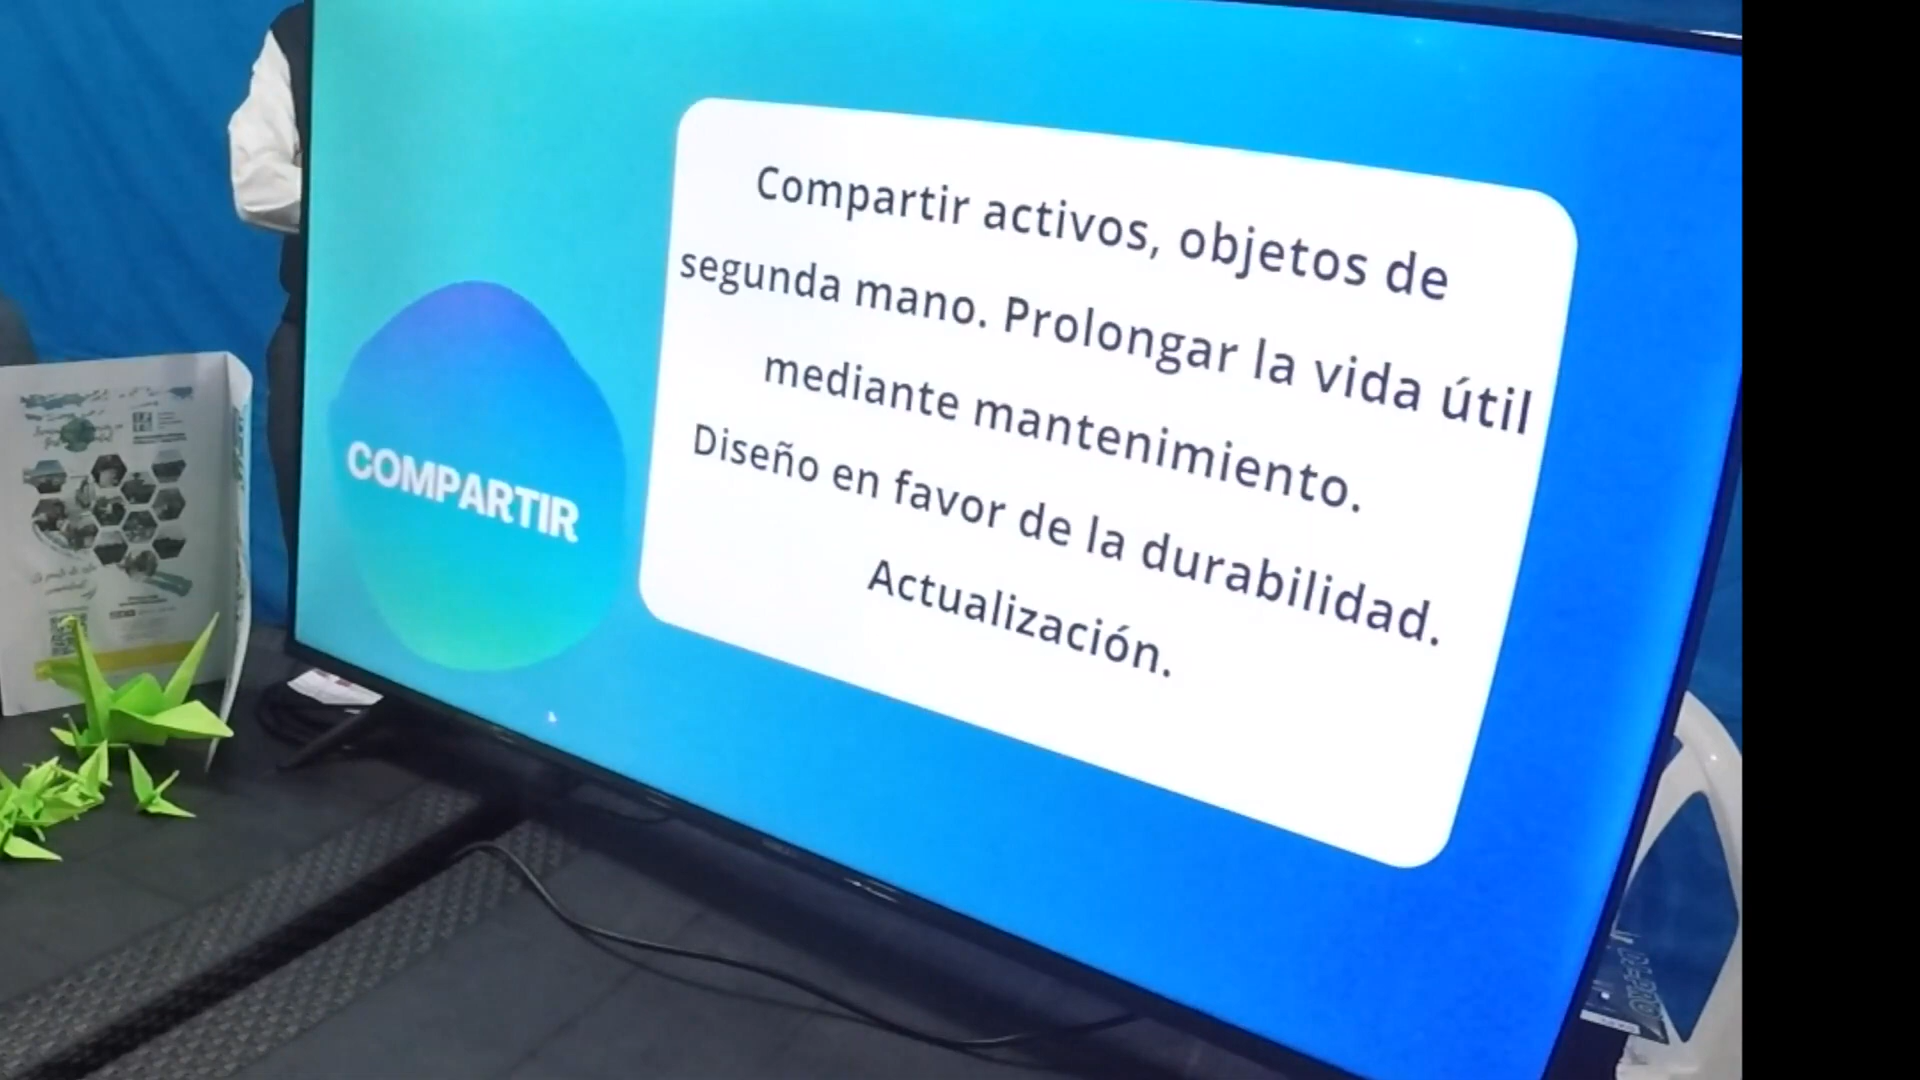 COMPARTIR
Compartir activos, objetos de
segunda mano. Prolongar la vida útil
mediante mantenimiento.
Diseño en favor de la durabilidad.
Actualización.